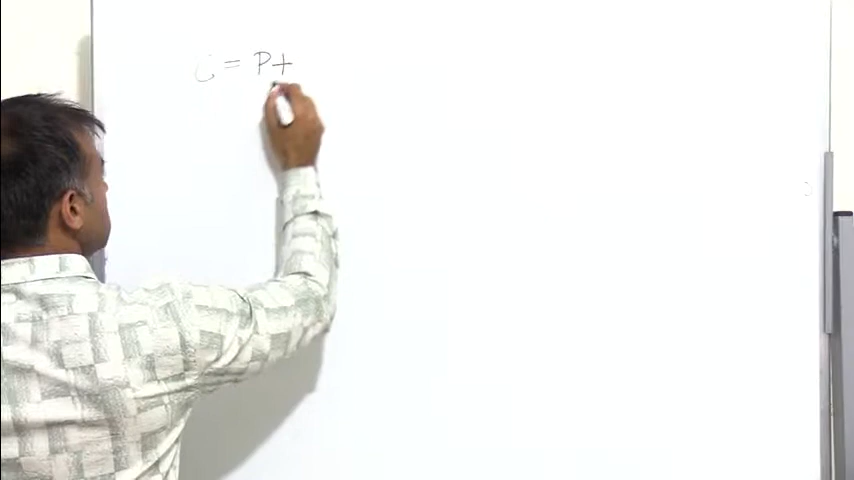 C = P+